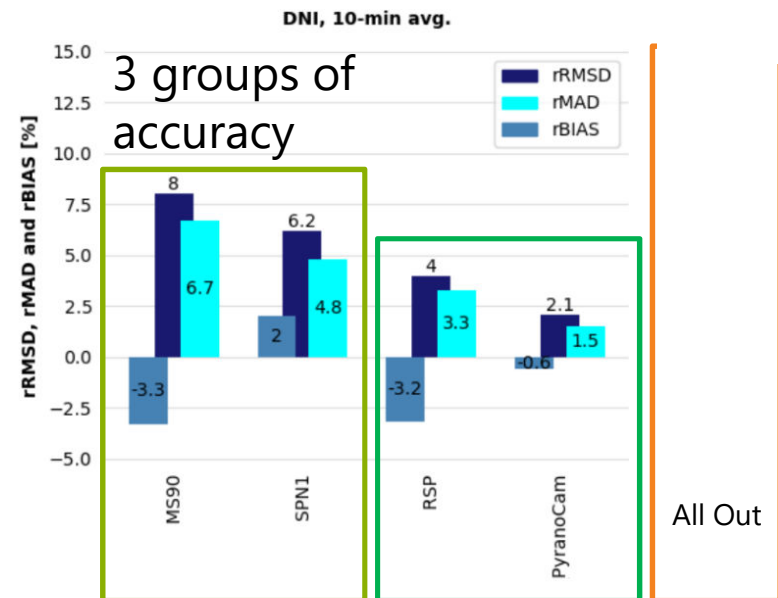 DNI, 10-min avg.
3 groups of
accuracy
rRMSD
rMAD
rBIAS
rRMSD, rMAD and rBIAS [%]
15.0
12.5
10.0
7.5
5.0
2.5
0.0
−2.5
−5.0
8
6.7
-3.3
6.2
4.8
2
4
3.3
-3.2
2.1
1.5
-0.6
MS90
SPN1
RSP
PyranoCam
All Out